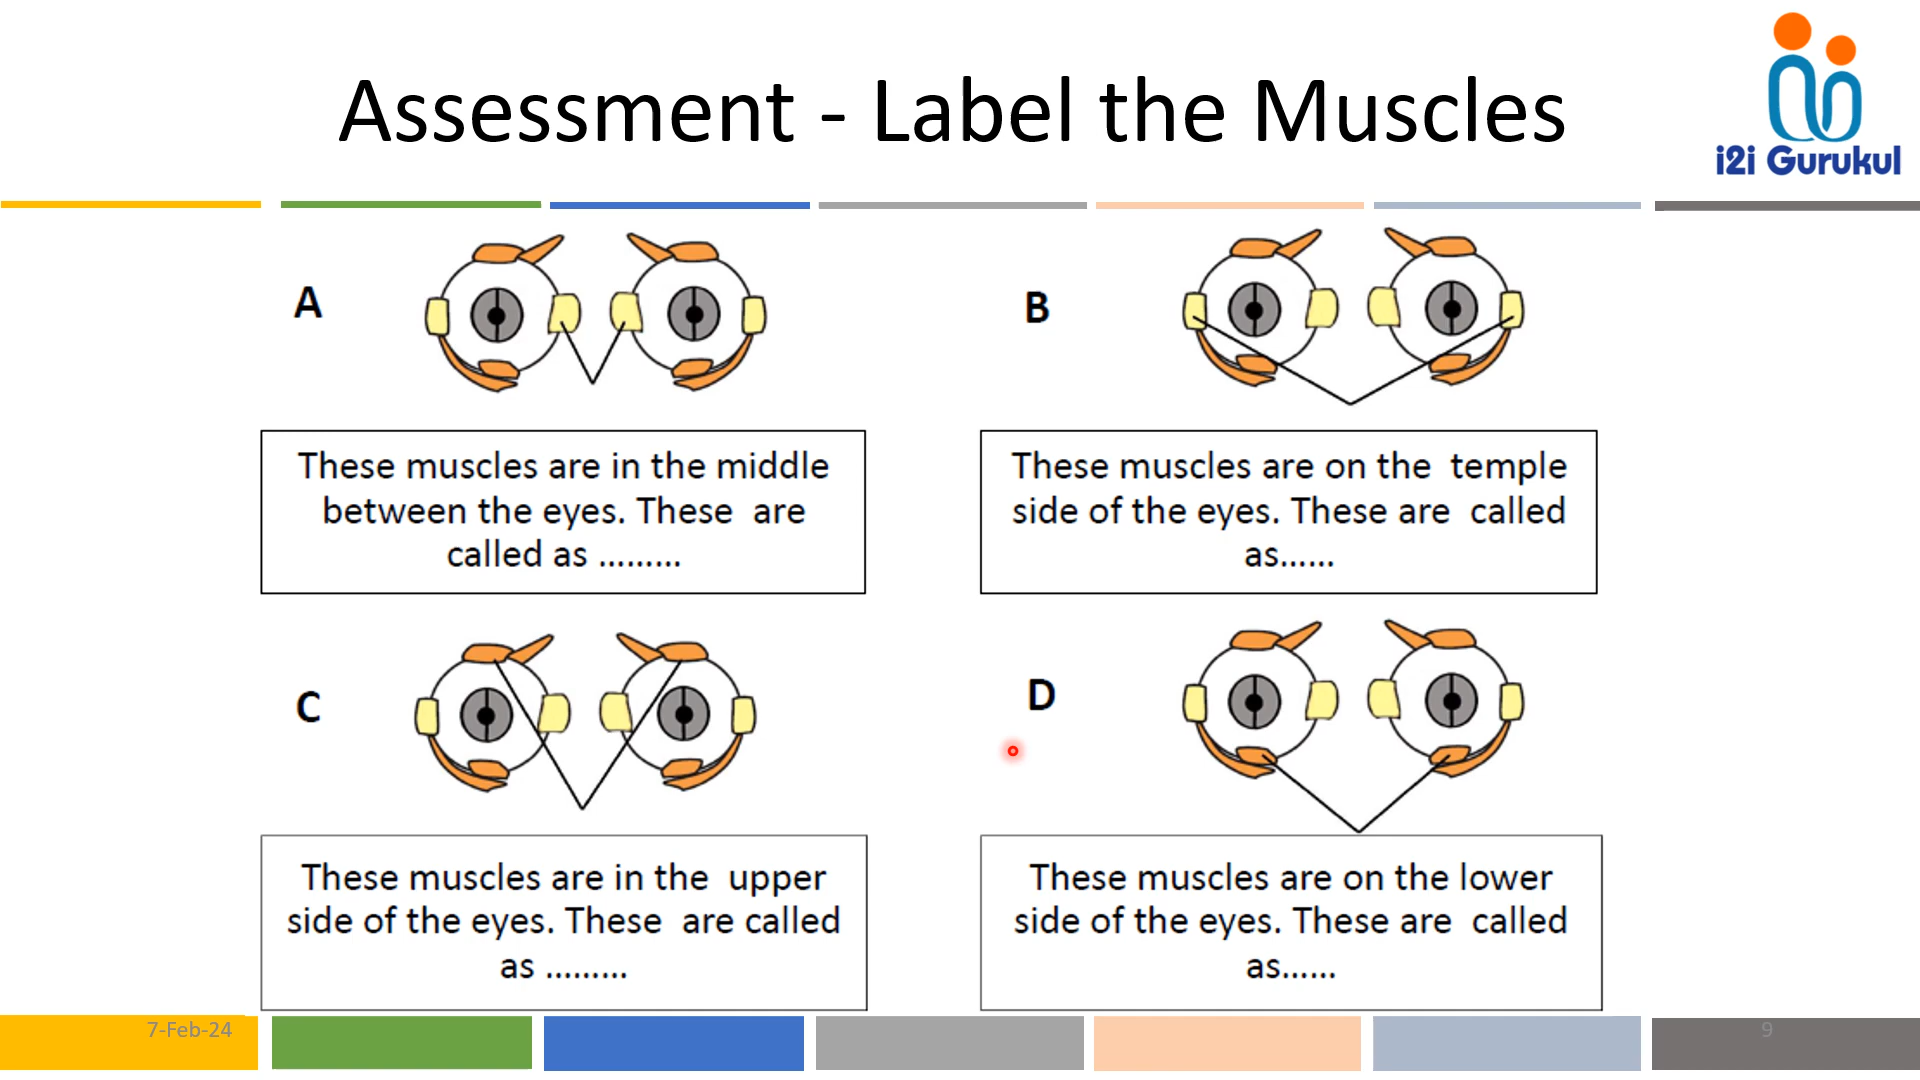 Assessment - Label the Muscles
i2i Gurukul
A
B
These muscles are in the middle
between the eyes. These are
called as .........
These muscles are on the temple
side of the eyes. These are called
as......
C
D
These muscles are in the upper
side of the eyes. These are called
as .........
These muscles are on the lower
side of the eyes. These are called
as......
7-Feb-24
9